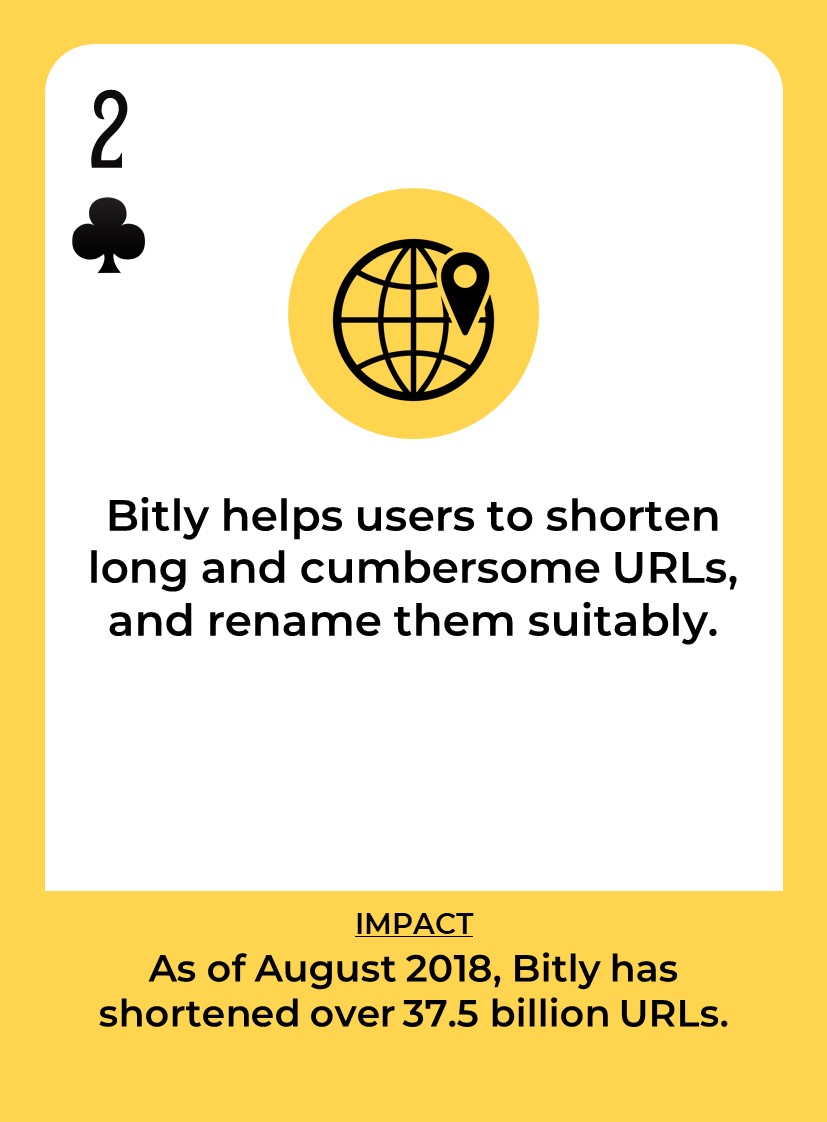 2
Bitly helps users to shorten
long and cumbersome URLs,
and rename them suitably.
IMPACT
As of August 2018, Bitly has
shortened over 37.5 billion URLs.